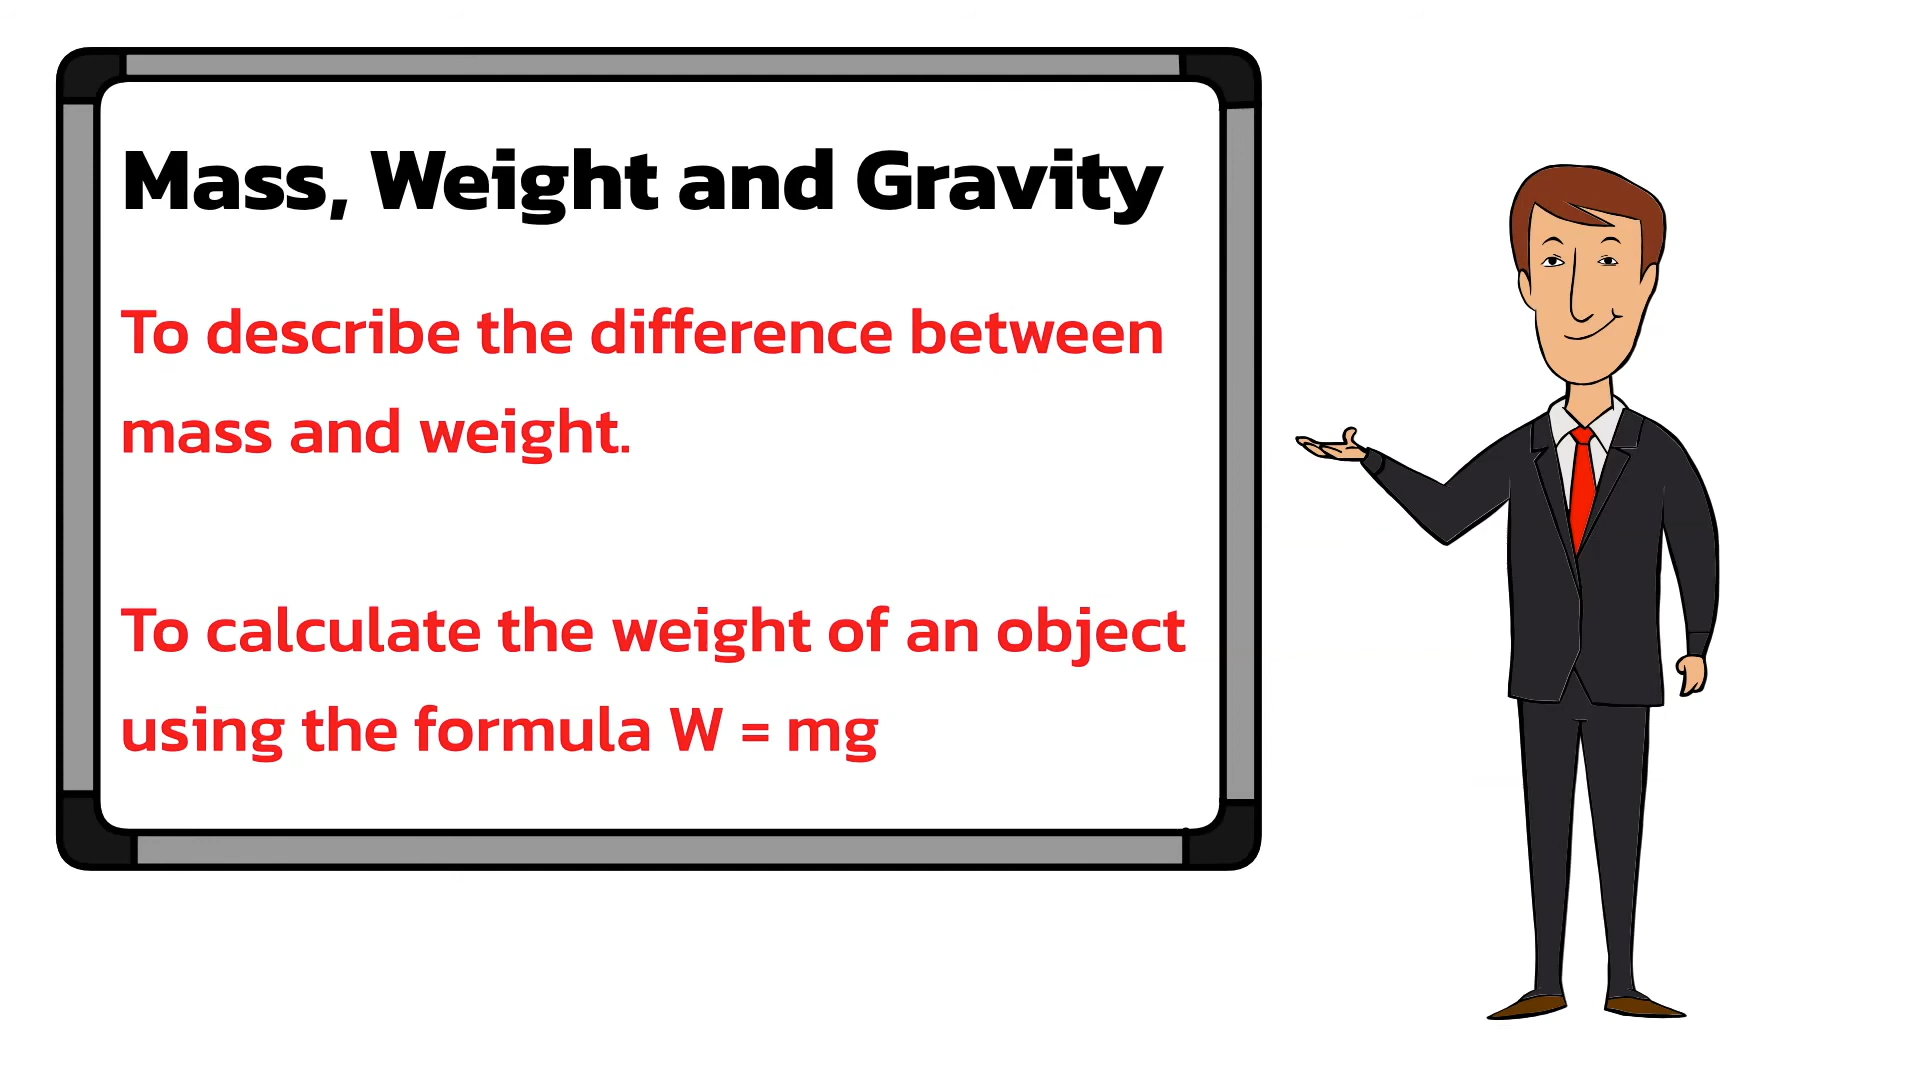 Mass, Weight and Gravity
To describe the difference between
mass and weight.
To calculate the weight of an object
using the formula W = mg